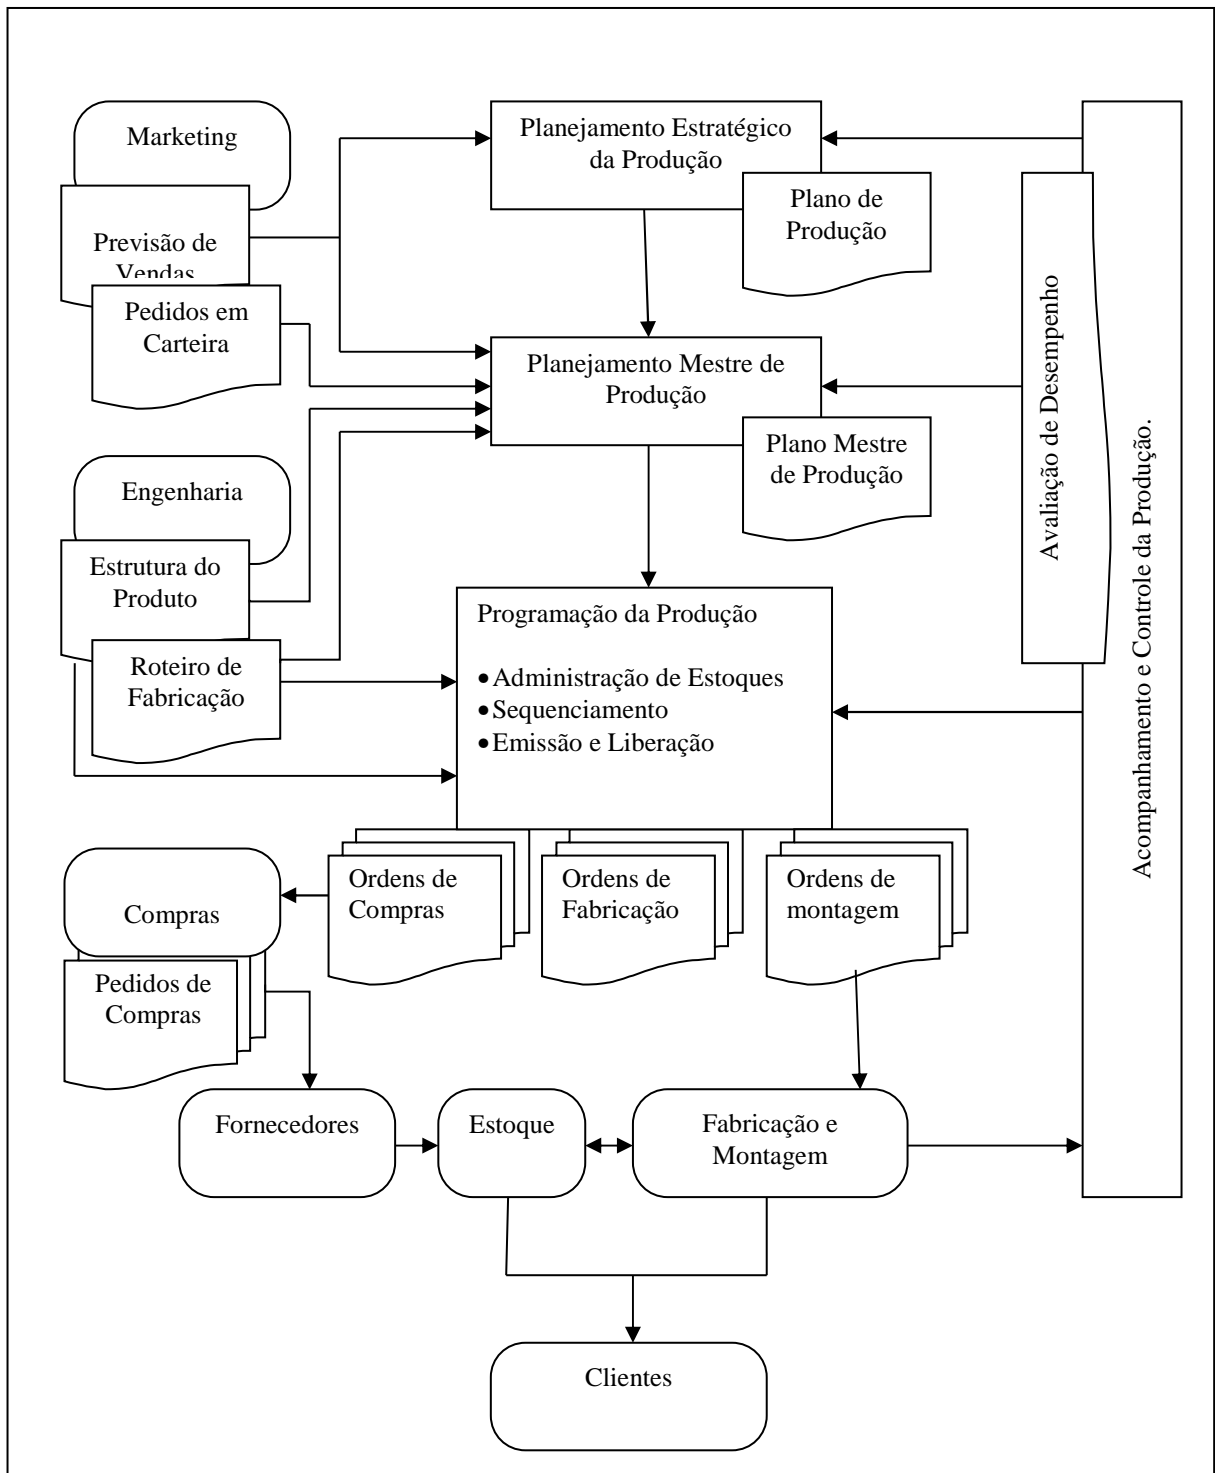 Marketing
Previsão de
Vendas
Pedidos em
Carteira
Planejamento Estratégico
da Produção
Plano de
Produção
Planejamento Mestre de
Produção
Plano Mestre
de Produção
Avaliação de Desempenho
Acompanhamento e Controle da Produção.
Engenharia
Estrutura do
Produto
Roteiro de
Fabricação
Programação da Produção
•Administração de Estoques
•Sequenciamento
•Emissão e Liberação
Ordens de
Compras
Ordens de
Fabricação
Ordens de
montagem
Compras
Pedidos de
Compras
Fornecedores
Estoque
Fabricação e
Montagem
Clientes